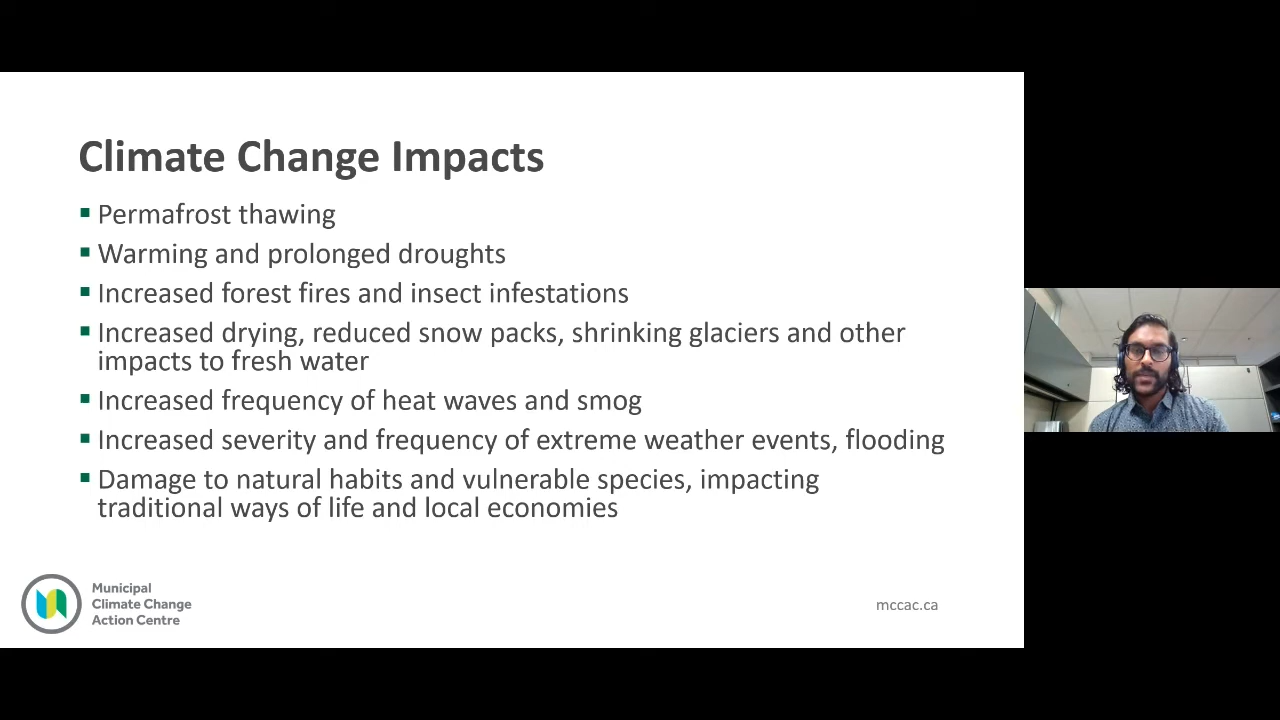 Climate Change Impacts
▪ Permafrost thawing
▪ Warming and prolonged droughts
▪ Increased forest fires and insect infestations
▪ Increased drying, reduced snow packs, shrinking glaciers and other
impacts to fresh water
▪ Increased frequency of heat waves and smog
▪ Increased severity and frequency of extreme weather events, flooding
▪ Damage to natural habits and vulnerable species, impacting
traditional ways of life and local economies
Municipal
Climate Change
Action Centre
mccac.ca